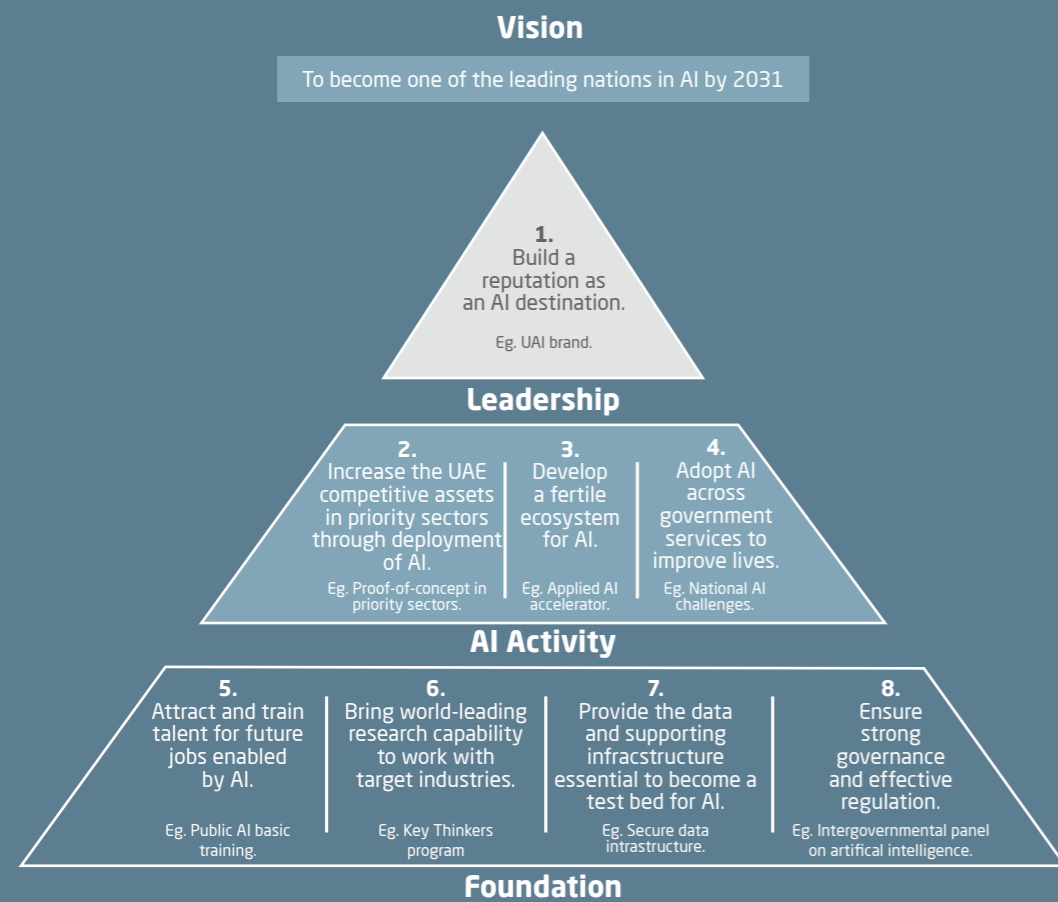 Vision
To become one of the leading nations in AI by 2031
1.
Build a
reputation as
an AI destination.
Eg. UAI brand.
Leadership
2.
Increase the UAE
competitive assets
in priority sectors
through deployment
of AI.
Eg. Proof-of-concept in
priority sectors.
3.
Develop
a fertile
ecosystem
for AI.
Eg. Applied AI
accelerator.
4.
Adopt AI
across
government
services to
improve lives.
Eg. National AI
challenges.
AI Activity
5.
Attract and train
talent for future
jobs enabled
by AI.
Eg. Public AI basic
training.
6.
Bring world-leading
research capability
to work with
target industries.
Eg. Key Thinkers
program
7.
Provide the data
and supporting
infracstructure
essential to become a
test bed for AI.
Eg. Secure data
intrastructure.
8.
Ensure
strong
governance
and effective
regulation.
Eg. Intergovernmental panel
on artifical intelligence.
Foundation